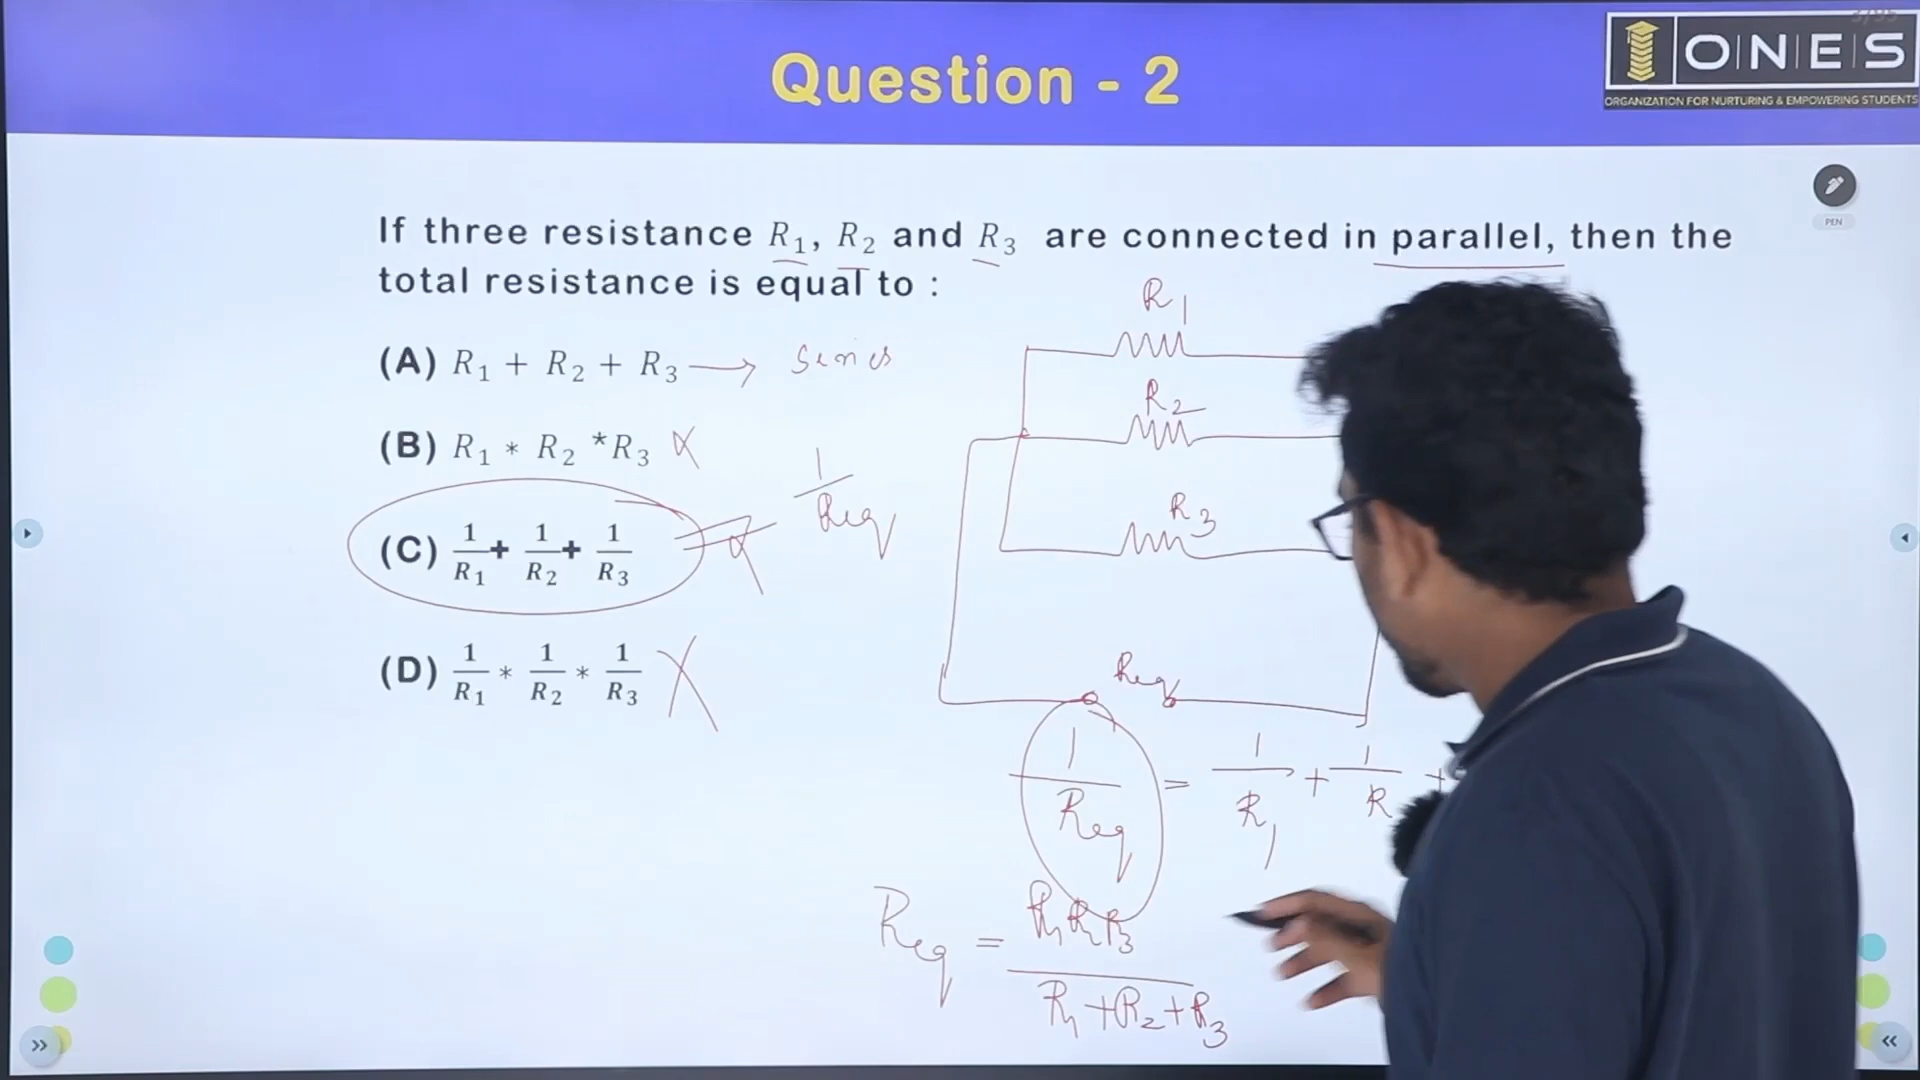 Question - 2
O|N|E|S
ORGANIZATION FOR NURTURING & EMPOWERING STUDENTS
PEN
If three resistance R₁, R₂ and R₃ are connected in parallel, then the
total resistance is equal to :
(A) R₁ + R₂ + R₃ → Series
(B) R₁ * R₂ *R₃ X
(C) 1/R₁ + 1/R₂ + 1/R₃ = 1/Req
(D) 1/R₁ * 1/R₂ * 1/R₃ X
R₁
R₂
R₃
Req
1/Req = 1/R₁ + 1/R +
Req = R₁R₂R₃/R₁+R₂+R₃